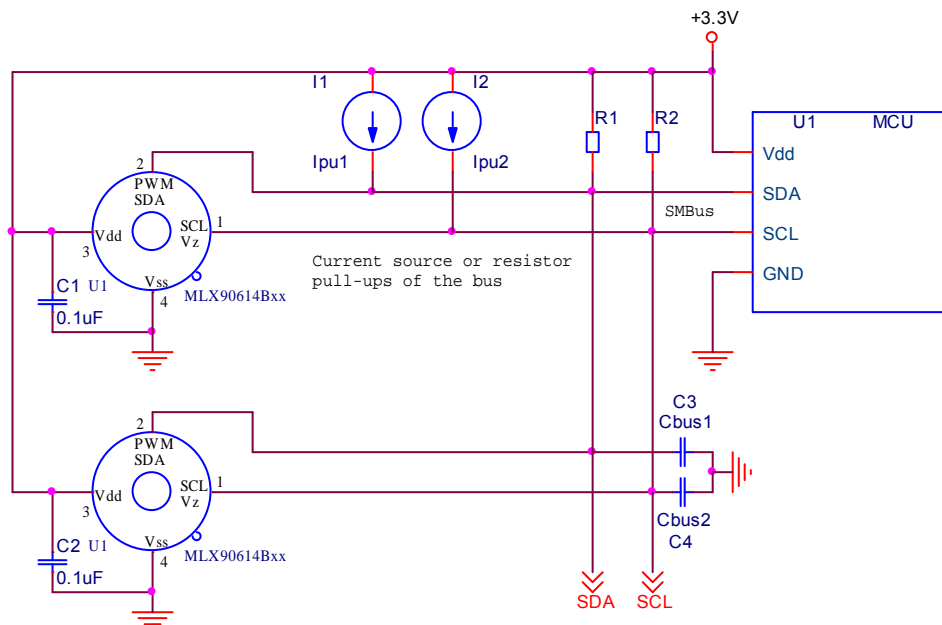 +3.3V
I1
I2
R1
R2
U1
MCU
Ipu1
Ipu2
Vdd
2
PWM
SDA
SDA
SMBus
SCL
Vz
1
SCL
Vdd
3
Current source or resistor
pull-ups of the bus
GND
C1
U1
Vss
4
MLX90614Bxx
0.1uF
2
PWM
SDA
C3
Cbus1
SCL
Vz
1
Vdd
3
Cbus2
C4
C2
U1
Vss
4
MLX90614Bxx
0.1uF
SDA
SCL